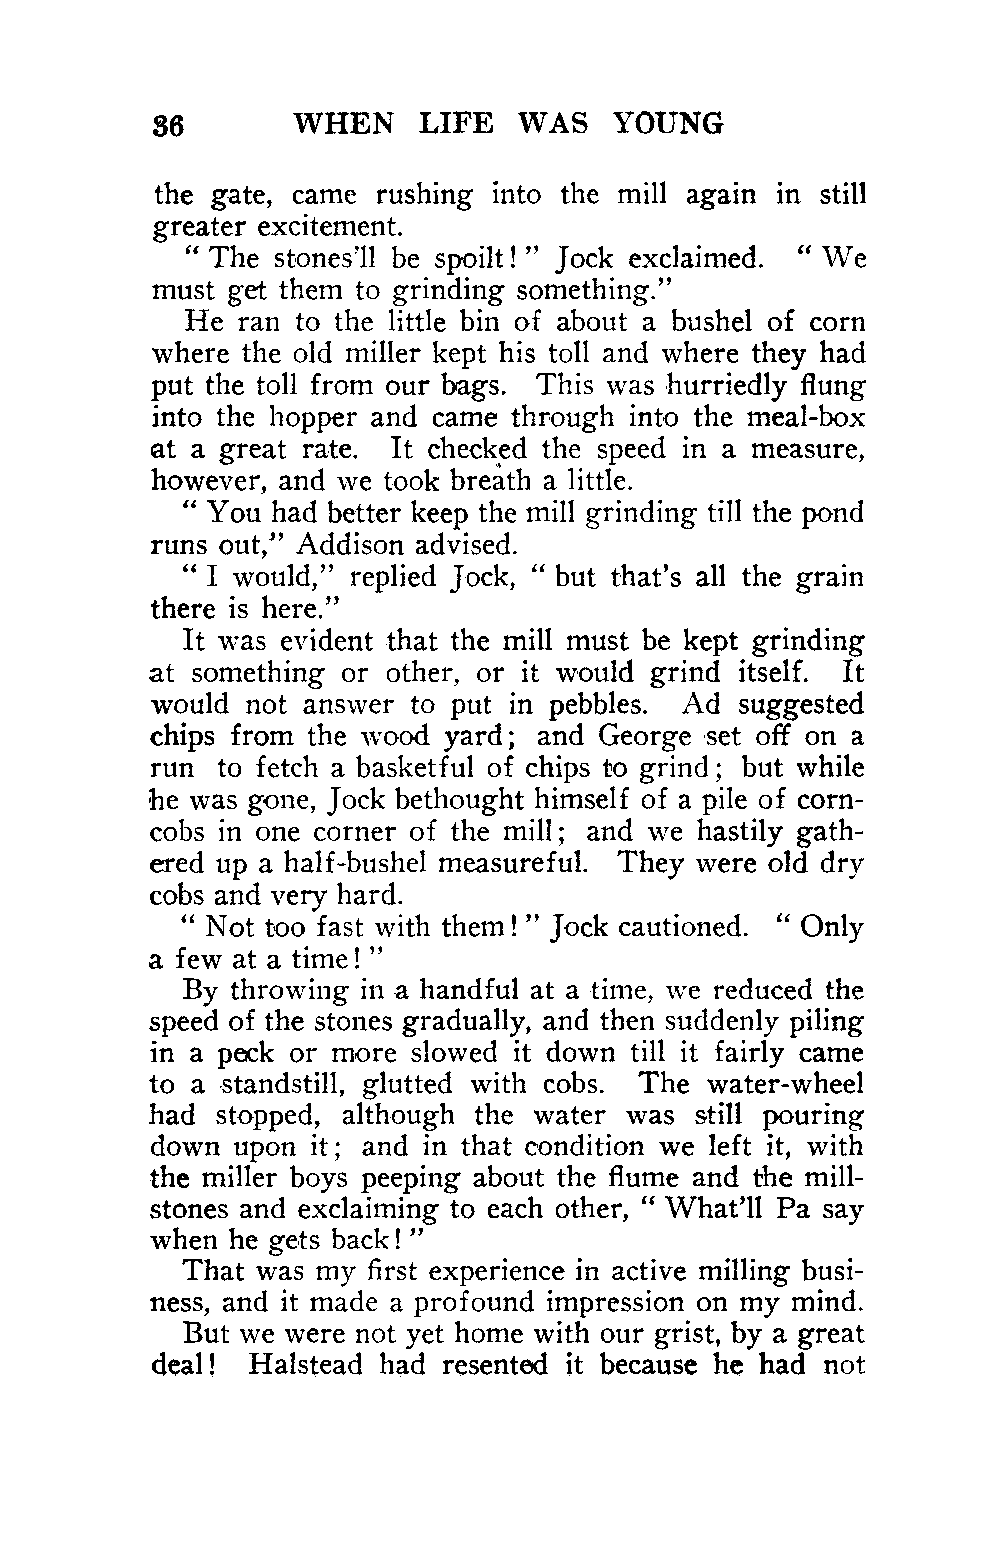 36 WHEN LIFE WAS YOUNG
the gate, came rushing into the mill again in still
greater excitement.
“ The stones’ll be spoilt! ” Jock exclaimed. “ We
must get them to grinding something.”
He ran to the little bin of about a bushel of corn
where the old miller kept his toll and where they had
put the toll from our bags. This was hurriedly flung
into the hopper and came through into the meal-box
at a great rate. It checked the speed in a measure,
however, and we took breath a little.
“ You had better keep the mill grinding till the pond
runs out,” Addison advised.
“ I would,” replied Jock, “ but that’s all the grain
there is here.”
It was evident that the mill must be kept grinding
at something or other, or it would grind itself. It
would not answer to put in pebbles. Ad suggested
chips from the wood yard; and George set off on a
run to fetch a basketful of chips to grind; but while
he was gone, Jock bethought himself of a pile of corn-
cobs in one corner of the mill; and we hastily gath-
ered up a half-bushel measureful. They were old dry
cobs and very hard.
“ Not too fast with them! ” Jock cautioned. “ Only
a few at a time! ”
By throwing in a handful at a time, we reduced the
speed of the stones gradually, and then suddenly piling
in a peck or more slowed it down till it fairly came
to a standstill, glutted with cobs. The water-wheel
had stopped, although the water was still pouring
down upon it; and in that condition we left it, with
the miller boys peeping about the flume and the mill-
stones and exclaiming to each other, “ What’ll Pa say
when he gets back! ”
That was my first experience in active milling busi-
ness, and it made a profound impression on my mind.
But we were not yet home with our grist, by a great
deal! Halstead had resented it because he had not